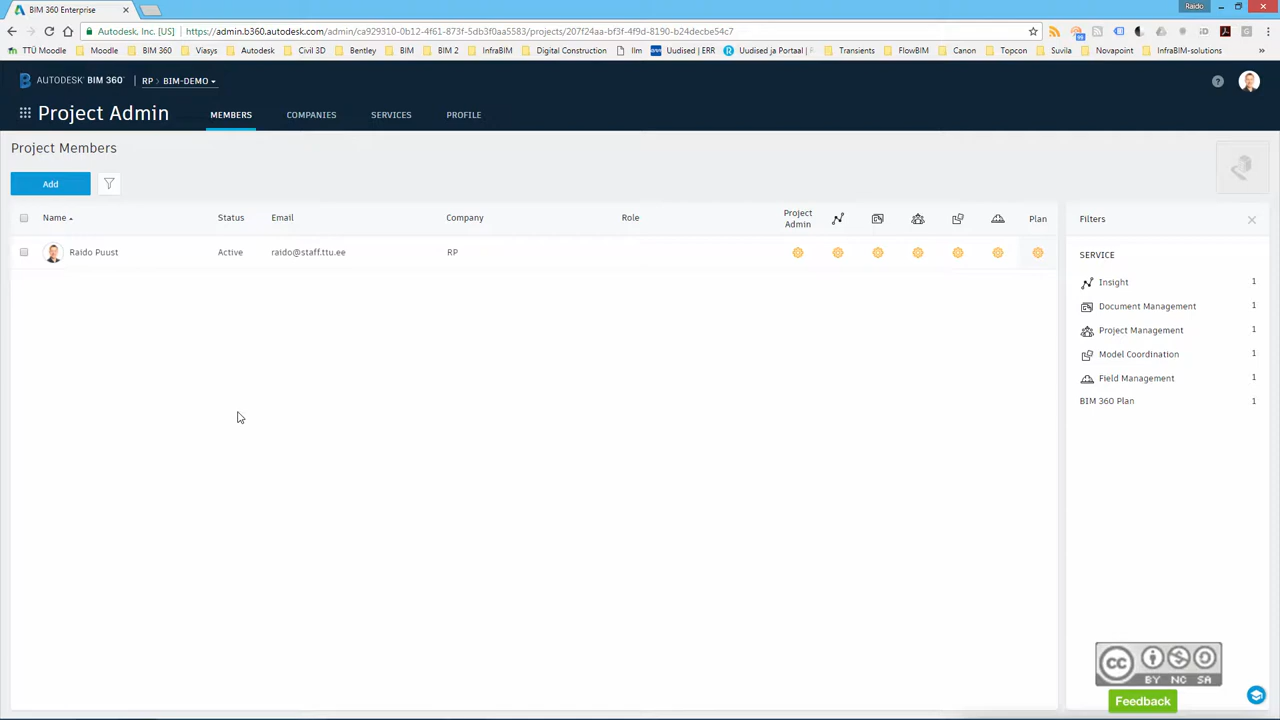 BIM 360 Enterprise
Raido
Autodesk, Inc. [US] https://admin.b360.autodesk.com/admin/ca929310-0b12-4f61-873f-5db3f0aa5583/projects/207f24aa-bf3f-4f9d-8190-b24decbe54c7
TTÜ Moodle Moodle BIM 360 Viasys Autodesk Civil 3D Bentley BIM BIM 2 InfraBIM Digital Construction Ilm Uudised | ERR Uudised ja Portaal | Transients FlowBIM Canon Topcon Suvila Novapoint InfraBIM-solutions
AUTODESK® BIM 360® RP > BIM-DEMO
Project Admin MEMBERS COMPANIES SERVICES PROFILE
Project Members
Add
Name Status Email Company Role Project Admin Plan
Raido Puust Active raido@staff.ttu.ee RP
Filters
SERVICE
Insight 1
Document Management 1
Project Management 1
Model Coordination 1
Field Management 1
BIM 360 Plan 1
cc BY NC SA
Feedback